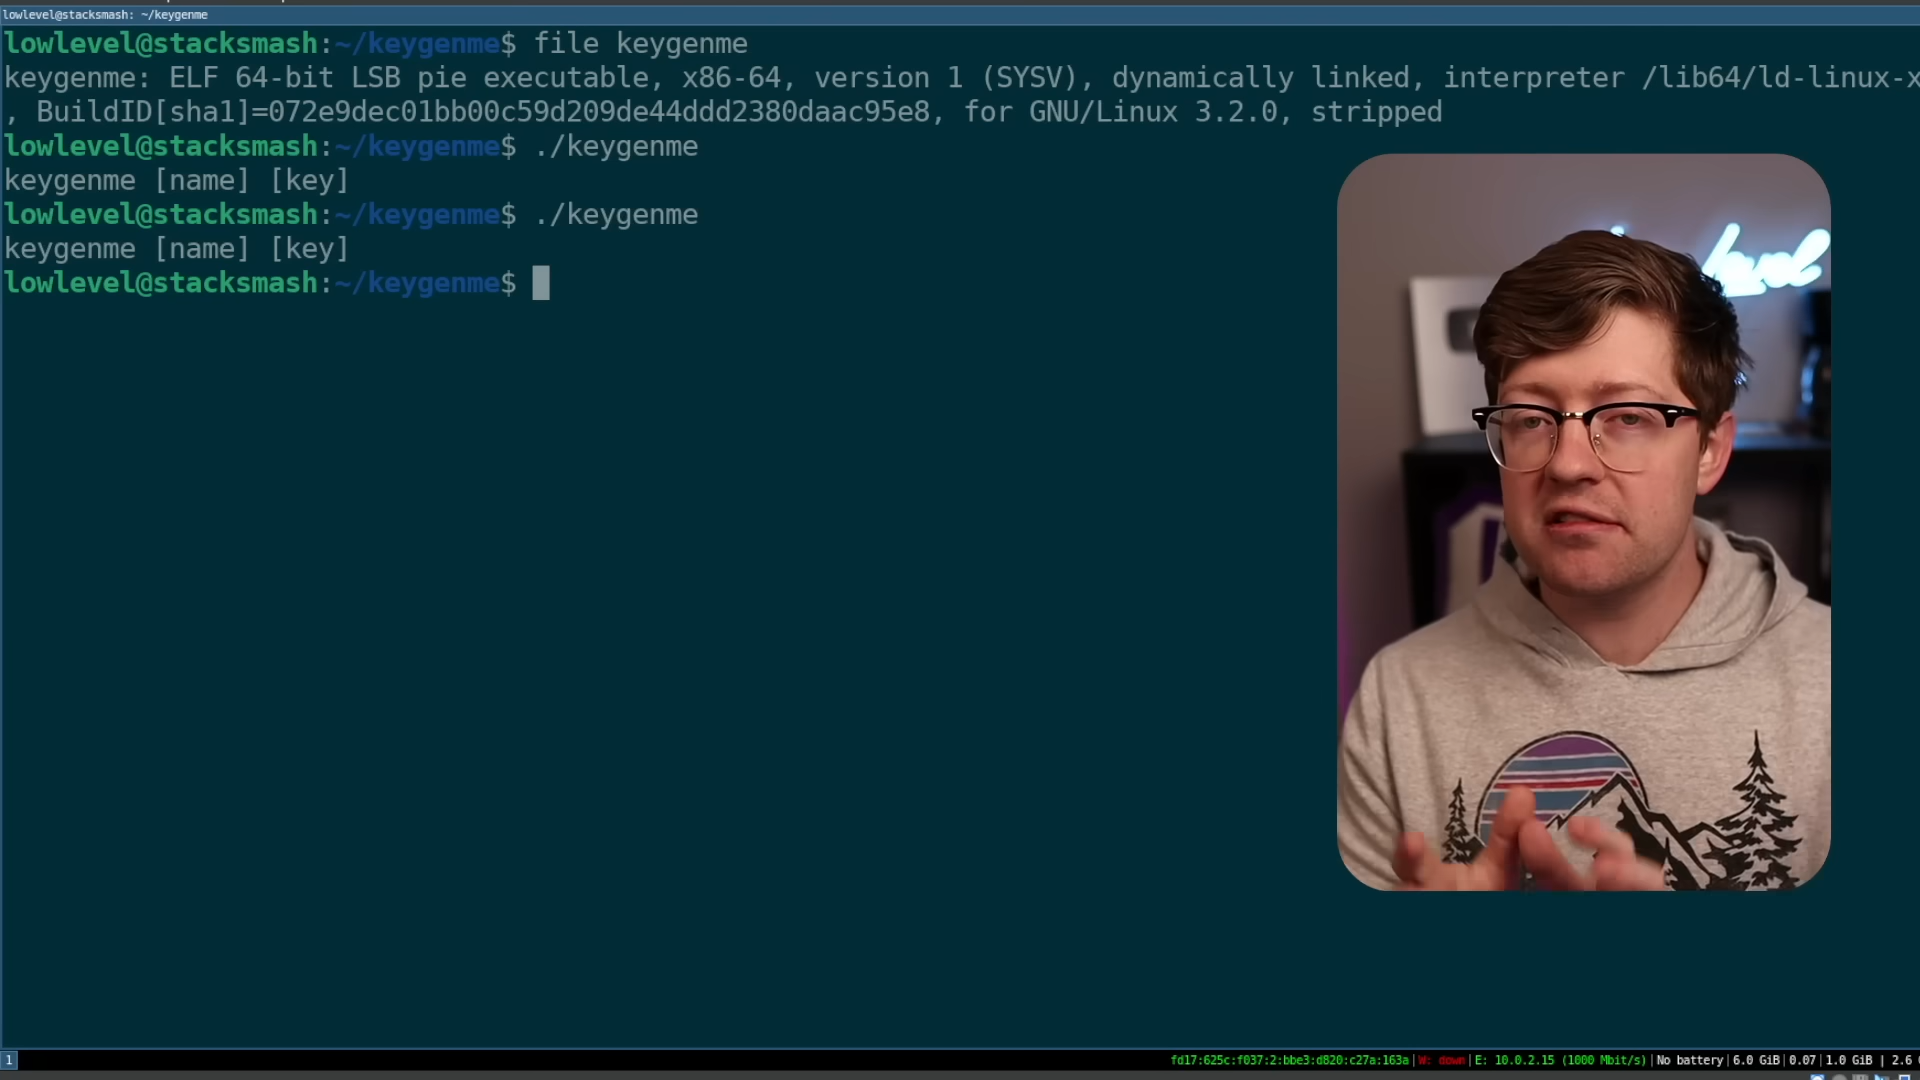 lowlevel@stacksmash: ~/keygenme
lowlevel@stacksmash:~/keygenme$ file keygenme
keygenme: ELF 64-bit LSB pie executable, x86-64, version 1 (SYSV), dynamically linked, interpreter /lib64/ld-linux-x
, BuildID[sha1]=072e9dec01bb00c59d209de44ddd2380daac95e8, for GNU/Linux 3.2.0, stripped
lowlevel@stacksmash:~/keygenme$ ./keygenme
keygenme [name] [key]
lowlevel@stacksmash:~/keygenme$ ./keygenme
keygenme [name] [key]
lowlevel@stacksmash:~/keygenme$
level
1
fd17:625c:f037:2:bbe3:d820:c27a:163a|W: down|E: 10.0.2.15 (1000 Mbit/s)|No battery|6.0 GiB|0.07|1.0 GiB | 2.6